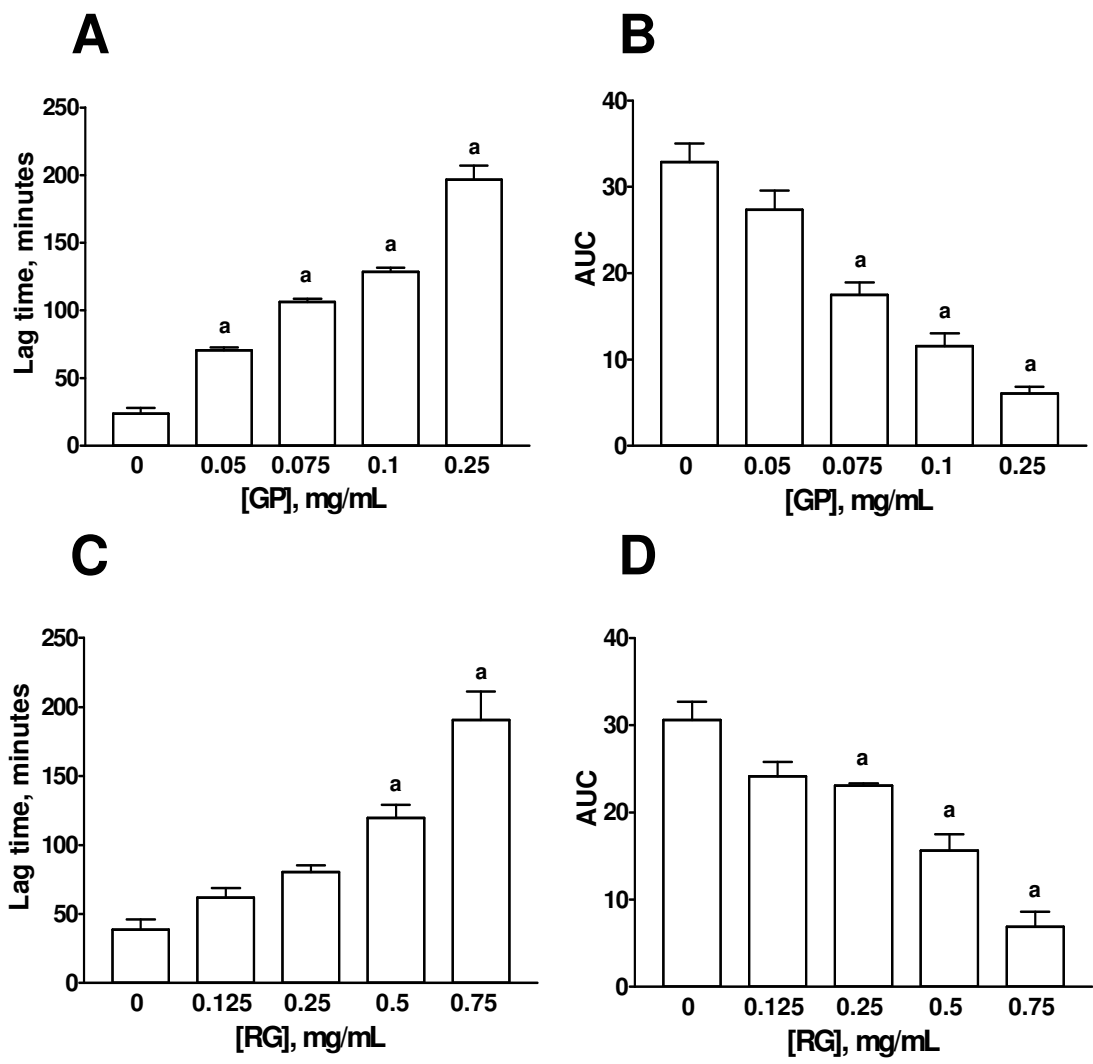 A
250
200
150
100
50
0
Lag time, minutes
a
a
a
a
0 0.05 0.075 0.1 0.25
[GP], mg/mL
B
40
30
20
10
0
AUC
a
a
a
0 0.05 0.075 0.1 0.25
[GP], mg/mL
C
250
200
150
100
50
0
Lag time, minutes
a
a
0 0.125 0.25 0.5 0.75
[RG], mg/mL
D
40
30
20
10
0
AUC
a
a
a
0 0.125 0.25 0.5 0.75
[RG], mg/mL